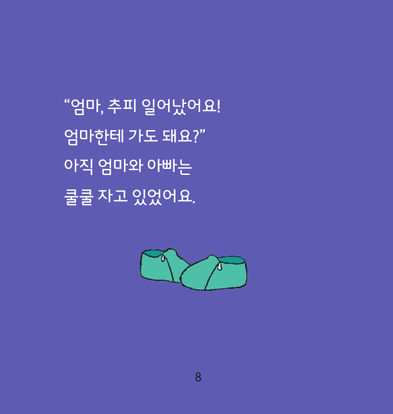 “엄마, 추피 일어났어요!
엄마한테 가도 돼요?”
아직 엄마와 아빠는
쿨쿨 자고 있었어요.
8